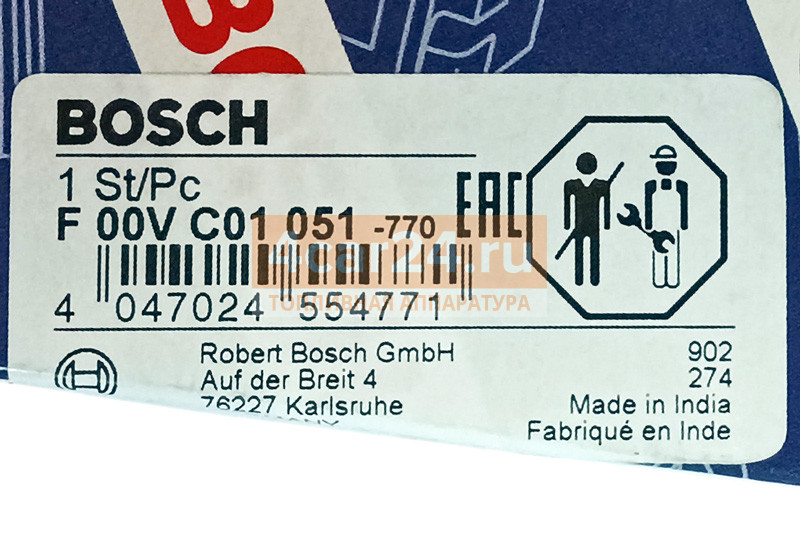 BO
BOSCH
1 St/Pc
F 00V C01 051 -770
EAC
4 047024 554771
4car24.ru
ТОПЛИВНАЯ АППАРАТУРА
Robert Bosch GmbH
Auf der Breit 4
76227 Karlsruhe
902
274
Made in India
Fabriqué en Inde